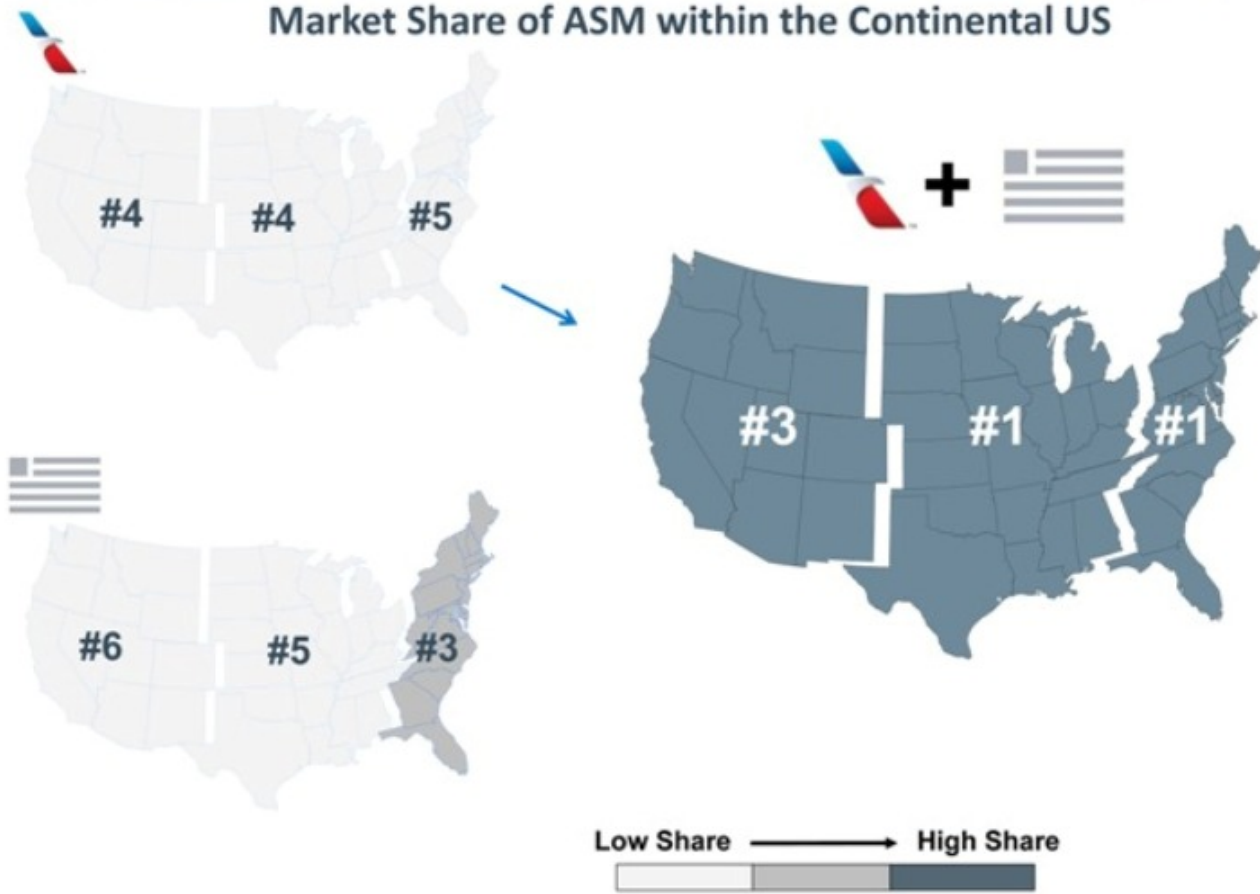 Market Share of ASM within the Continental US
#4 #4 #5
#3 #1 #1
#6 #5 #3
Low Share High Share